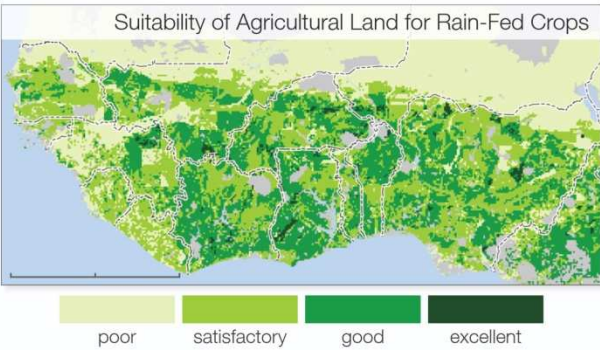 Suitability of Agricultural Land for Rain-Fed Crops
poor
satisfactory
good
excellent